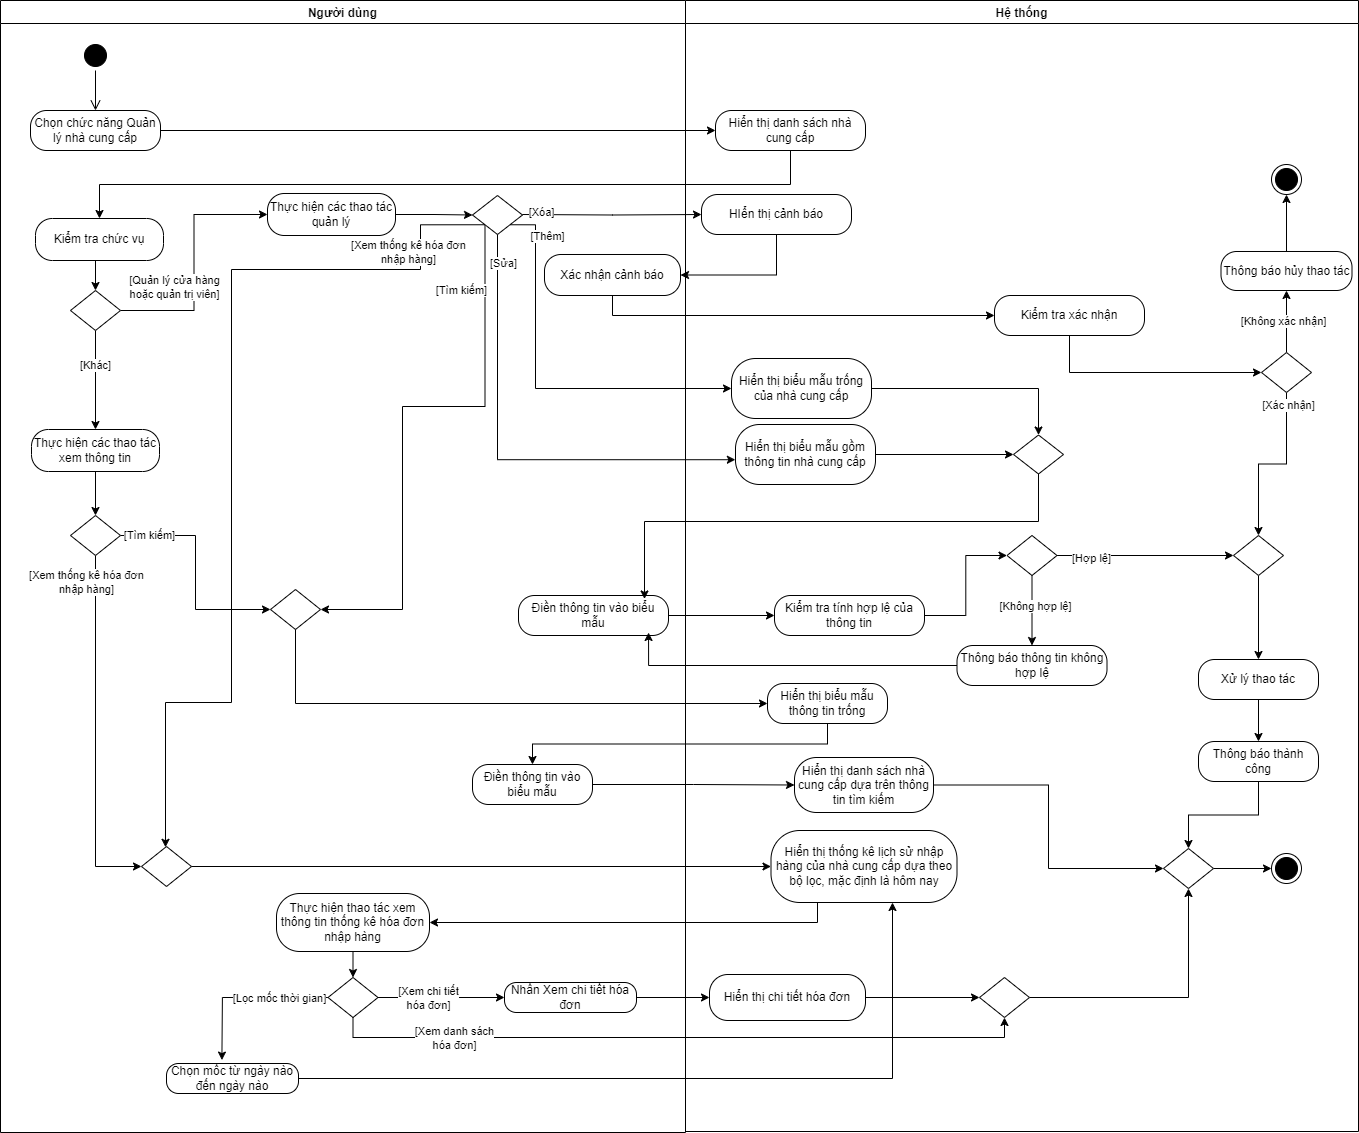 Người dùng
Hệ thống
Chọn chức năng Quản
lý nhà cung cấp
Hiển thị danh sách nhà
cung cấp
Kiểm tra chức vụ
Thực hiện các thao tác
quản lý
[Xóa]
HIển thị cảnh báo
[Thêm]
[Xem thống kê hóa đơn
nhập hàng]
[Sửa]
[Tìm kiếm]
[Quản lý cửa hàng
hoặc quản trị viên]
Xác nhận cảnh báo
Thông báo hủy thao tác
Kiểm tra xác nhận
[Không xác nhận]
[Khác]
[Xác nhận]
Hiển thị biểu mẫu trống
của nhà cung cấp
Thực hiện các thao tác
xem thông tin
Hiển thị biểu mẫu gồm
thông tin nhà cung cấp
[Tìm kiếm]
[Xem thống kê hóa đơn
nhập hàng]
[Hợp lệ]
Điền thông tin vào biểu
mẫu
Kiểm tra tính hợp lệ của
thông tin
[Không hợp lệ]
Thông báo thông tin không
hợp lệ
Xử lý thao tác
Hiển thị biểu mẫu
thông tin trống
Thông báo thành
công
Điền thông tin vào
biểu mẫu
Hiển thị danh sách nhà
cung cấp dựa trên thông
tin tìm kiếm
Hiển thị thống kê lịch sử nhập
hàng của nhà cung cấp dựa theo
bộ lọc, mặc định là hôm nay
Thực hiện thao tác xem
thông tin thống kê hóa đơn
nhập hàng
[Lọc mốc thời gian]
[Xem chi tiết
hóa đơn]
Nhấn Xem chi tiết hóa
đơn
Hiển thị chi tiết hóa đơn
[Xem danh sách
hóa đơn]
Chọn mốc từ ngày nào
đến ngày nào